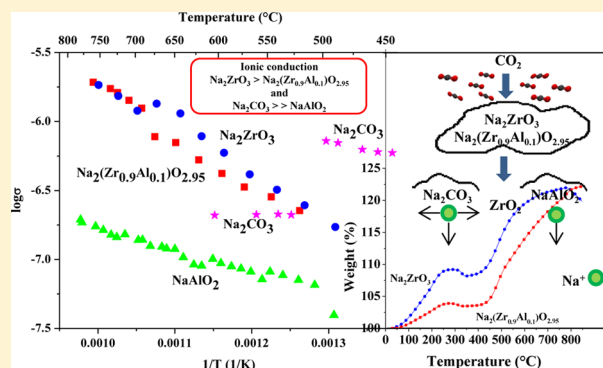 Temperature (°C)
800 750 700 650 600 550 500 450
-5.5
-6.0
-6.5
-7.0
-7.5
logσ
Ionic conduction
Na2ZrO3 > Na2(Zr0.9Al0.1)O2.95
and
Na2CO3 > > NaAlO2
Na2ZrO3
Na2CO3
Na2(Zr0.9Al0.1)O2.95
Na2CO3
NaAlO2
0.0010 0.0011 0.0012 0.0013
1/T (1/K)
CO2
Na2ZrO3
Na2(Zr0.9Al0.1)O2.95
125
120
115
110
105
100
Weight (%)
Na2CO3
ZrO2
NaAlO2
Na+
Na2ZrO3
Na2(Zr0.9Al0.1)O2.95
0 200 400 600 800
Temperature (°C)